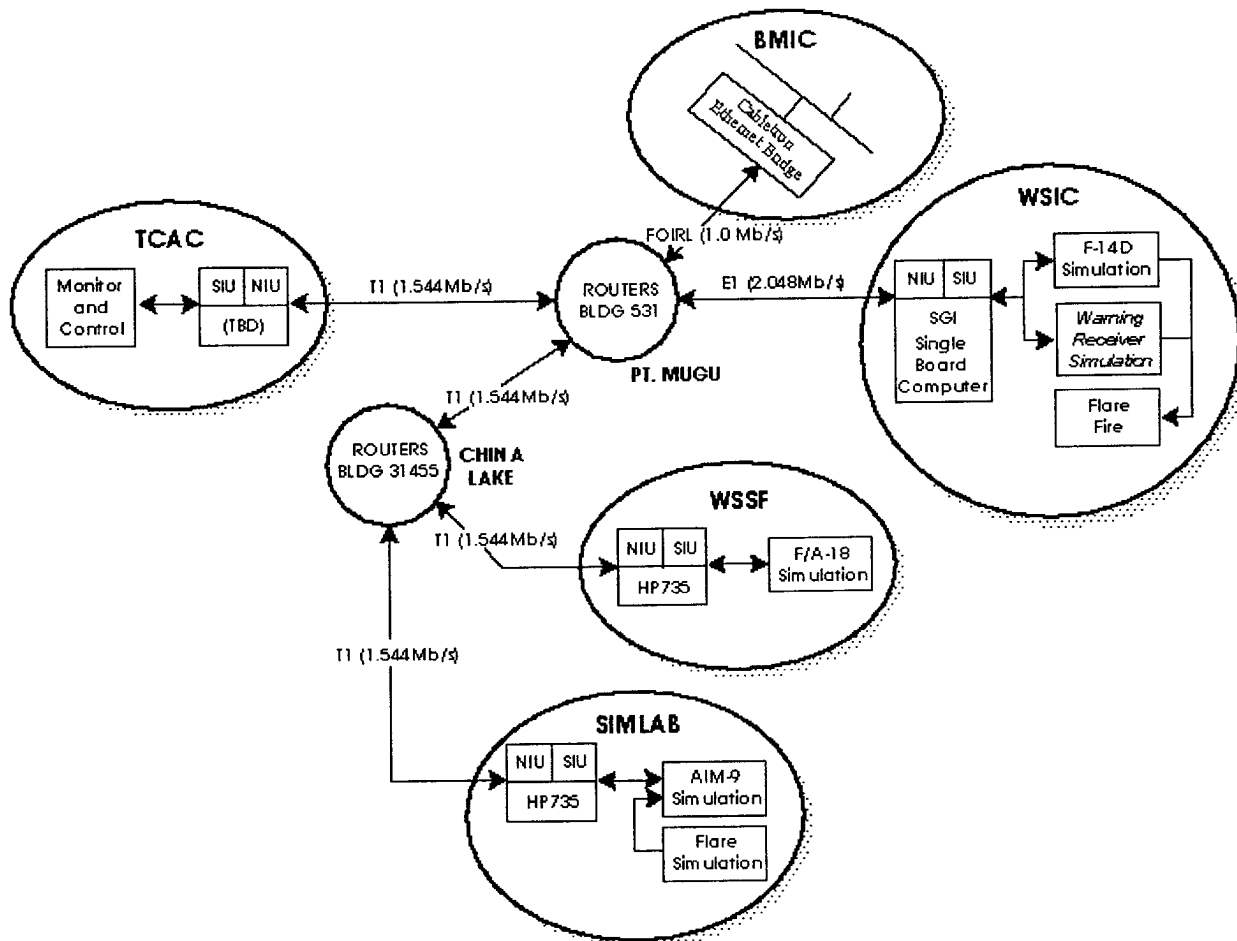 BMIC
Cabletron
Ethernet Bridge
WSIC
TCAC
FOIRL (1.0 Mb/s)
F-14D
Simulation
Monitor
and
Control
SIU NIU
(TBD)
T1 (1.544Mb/s)
ROUTERS
BLDG 531
E1 (2.048Mb/s)
NIU SIU
SGI
Single
Board
Computer
Warning
Receiver
Simulation
PT. MUGU
Flare
Fire
T1 (1.544Mb/s)
ROUTERS
BLDG 31455
CHINA
LAKE
WSSF
T1 (1.544Mb/s)
NIU SIU
HP735
F/A-18
Simulation
T1 (1.544Mb/s)
SIMLAB
NIU SIU
HP735
AIM-9
Simulation
Flare
Simulation